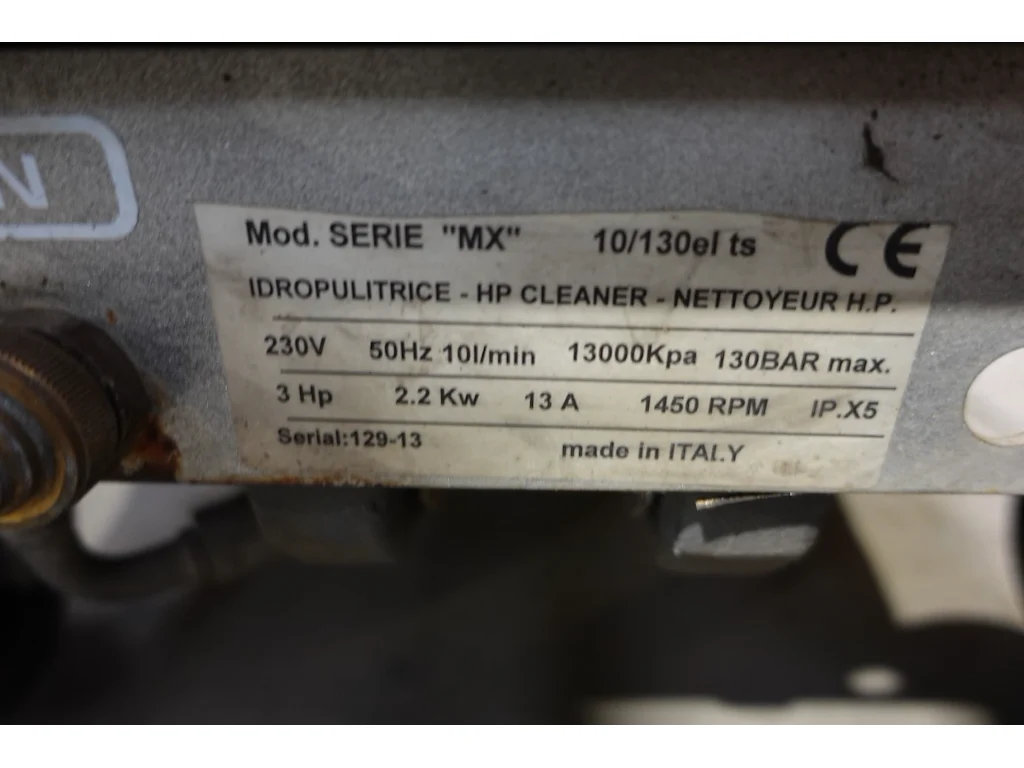 Mod. SERIE "MX" 10/130el ts CE
IDROPULITRICE - HP CLEANER - NETTOYEUR H.P.
230V 50Hz 10l/min 13000Kpa 130BAR max.
3 Hp 2.2 Kw 13 A 1450 RPM IP.X5
Serial:129-13 made in ITALY